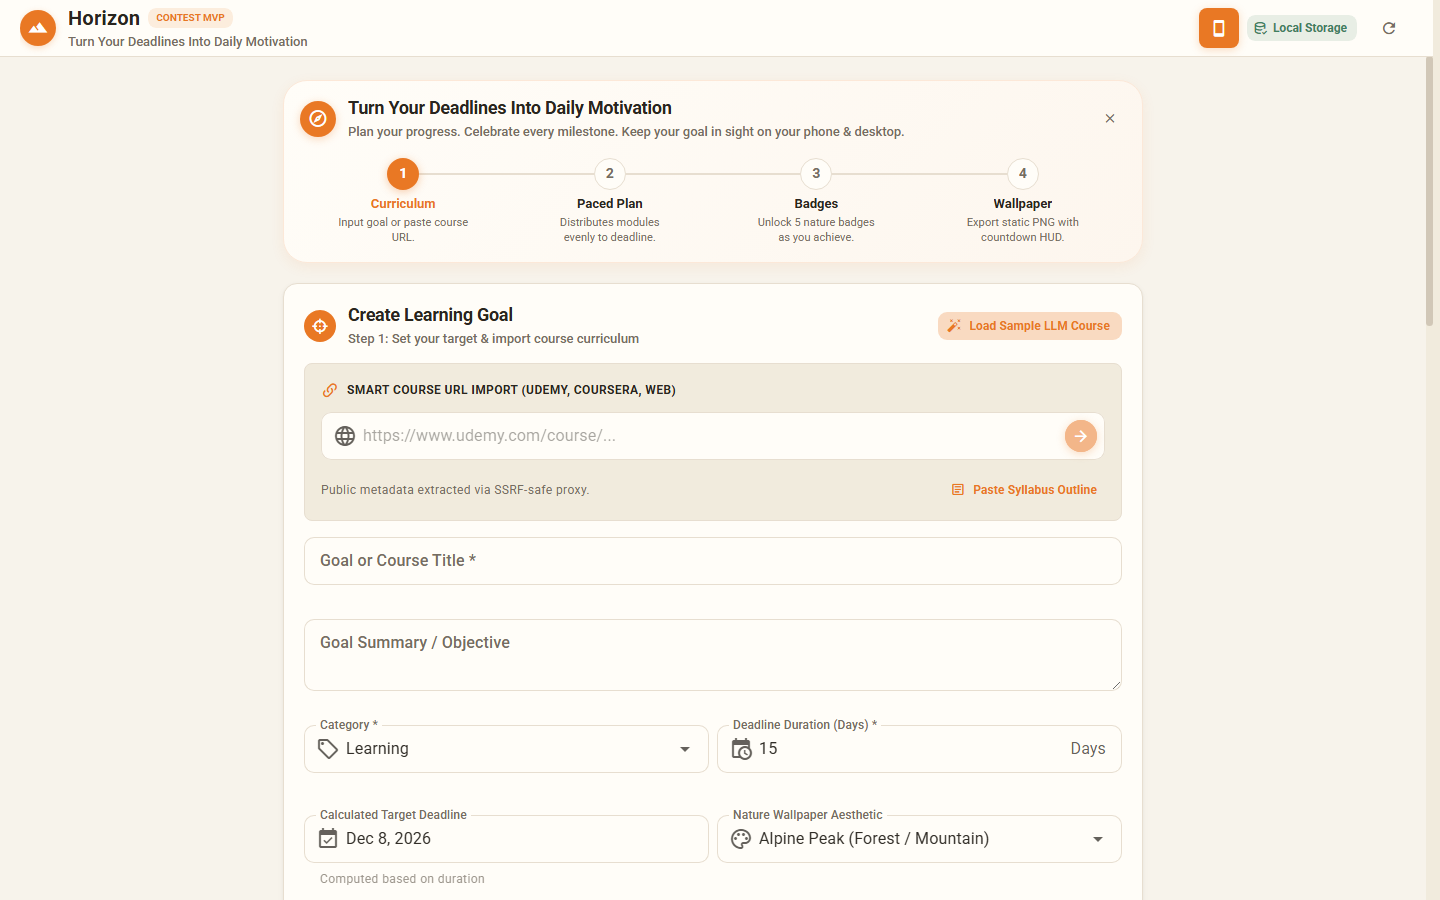 Horizon
CONTEST MVP
Turn Your Deadlines Into Daily Motivation
Local Storage
Turn Your Deadlines Into Daily Motivation
Plan your progress. Celebrate every milestone. Keep your goal in sight on your phone & desktop.
1
Curriculum
Input goal or paste course
URL.
2
Paced Plan
Distributes modules
evenly to deadline.
3
Badges
Unlock 5 nature badges
as you achieve.
4
Wallpaper
Export static PNG with
countdown HUD.
Create Learning Goal
Step 1: Set your target & import course curriculum
Load Sample LLM Course
SMART COURSE URL IMPORT (UDEMY, COURSERA, WEB)
https://www.udemy.com/course/...
Public metadata extracted via SSRF-safe proxy.
Paste Syllabus Outline
Goal or Course Title *
Goal Summary / Objective
Category *
Learning
Deadline Duration (Days) *
15
Days
Calculated Target Deadline
Dec 8, 2026
Computed based on duration
Nature Wallpaper Aesthetic
Alpine Peak (Forest / Mountain)